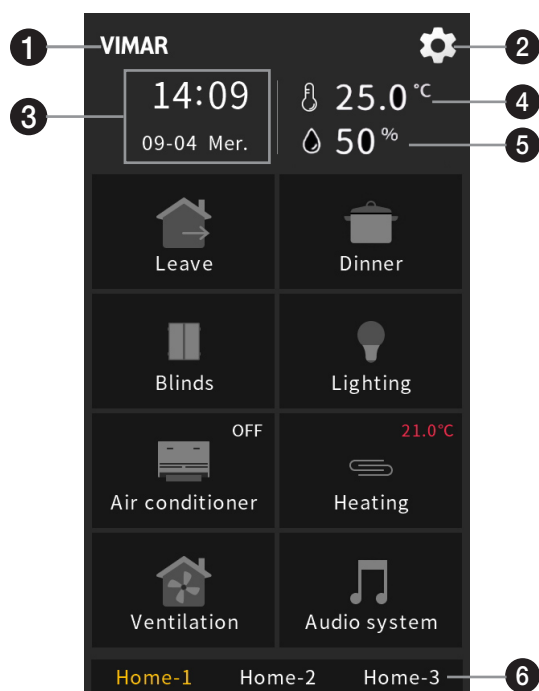 1 VIMAR 2
3 14:09 25.0 °C 4
09-04 Mer. 50 % 5
Leave Dinner
Blinds Lighting
OFF 21.0°C
Air conditioner Heating
Ventilation Audio system
Home-1 Home-2 Home-3 6